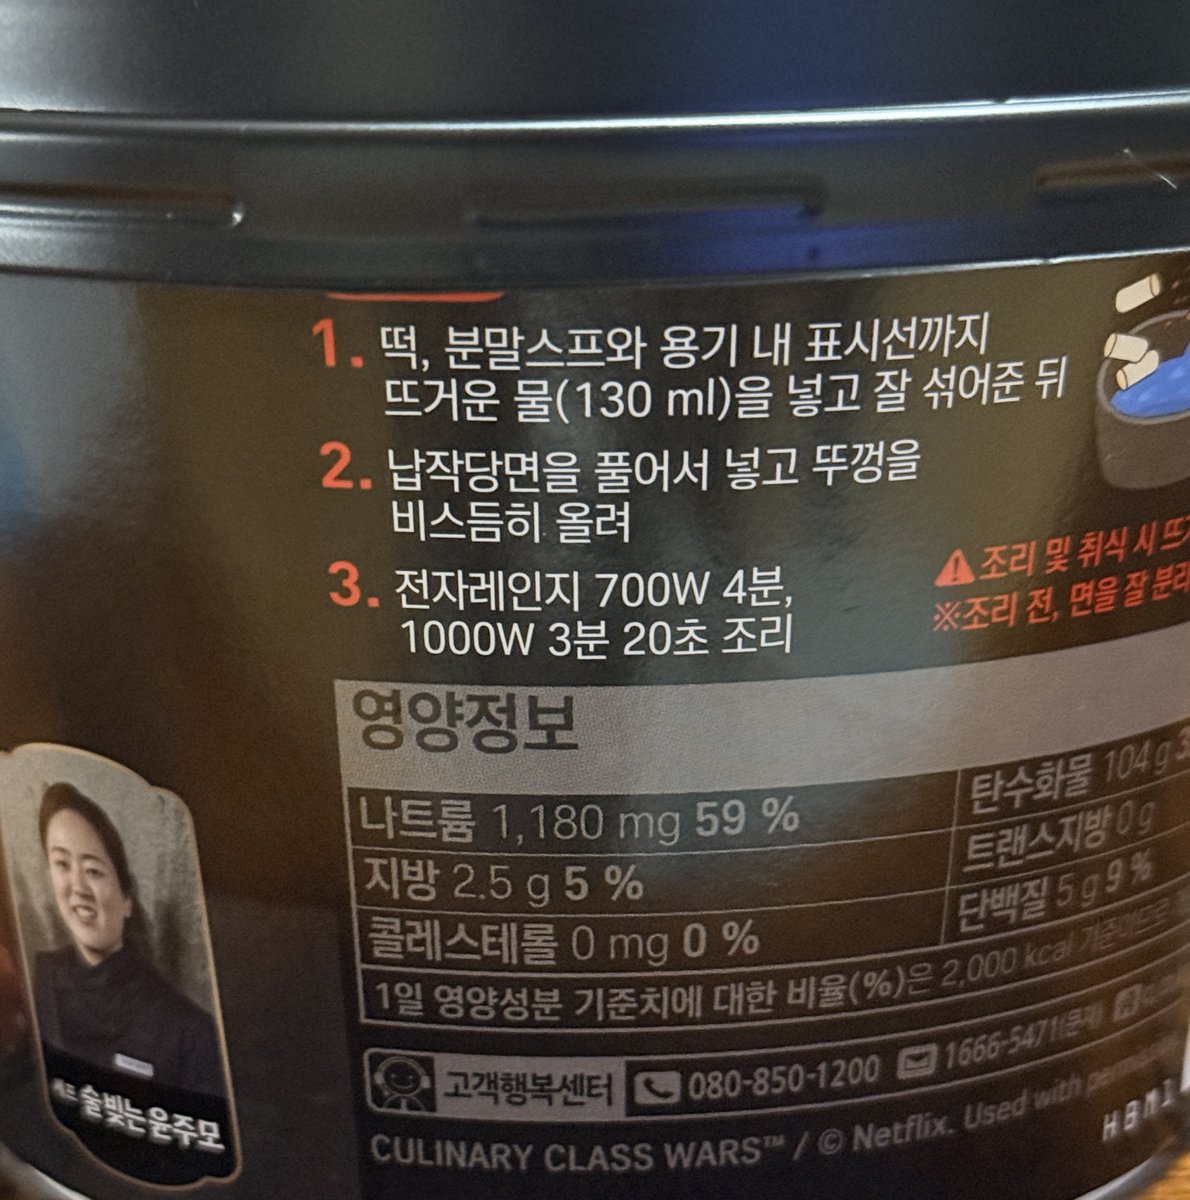 1. 떡, 분말스프와 용기 내 표시선까지
뜨거운 물(130 ml)을 넣고 잘 섞어준 뒤
2. 납작당면을 풀어서 넣고 뚜껑을
비스듬히 올려
3. 전자레인지 700W 4분,
1000W 3분 20초 조리
조리 및 취식 시
※조리 전, 면을 잘
영양정보
나트륨 1,180 mg 59 %
탄수화물 104 g
지방 2.5 g 5 %
트랜스지방 0 g
콜레스테롤 0 mg 0 %
단백질 5 g 9 %
1일 영양성분 기준치에 대한 비율(%)은 2,000 kcal 기준이므로
고객행복센터 080-850-1200 1666-5471(문자)
CULINARY CLASS WARS™ / © Netflix. Used with
술빚는 윤주모